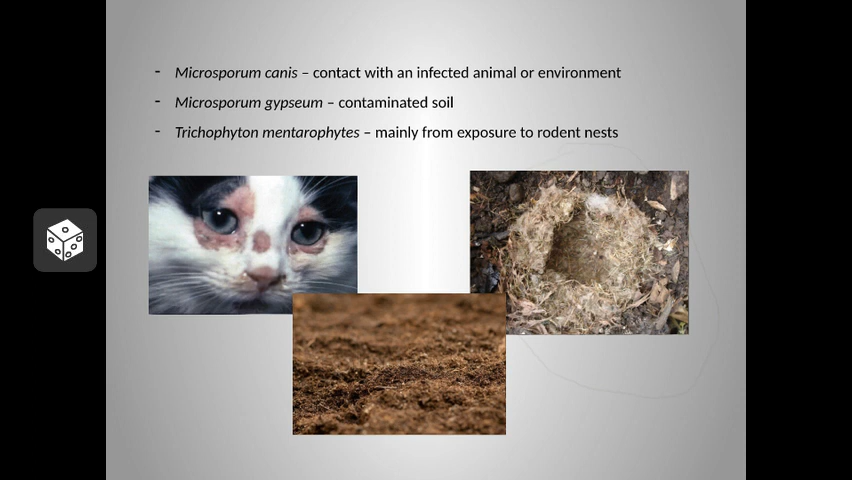 - Microsporum canis – contact with an infected animal or environment
- Microsporum gypseum – contaminated soil
- Trichophyton mentarophytes – mainly from exposure to rodent nests